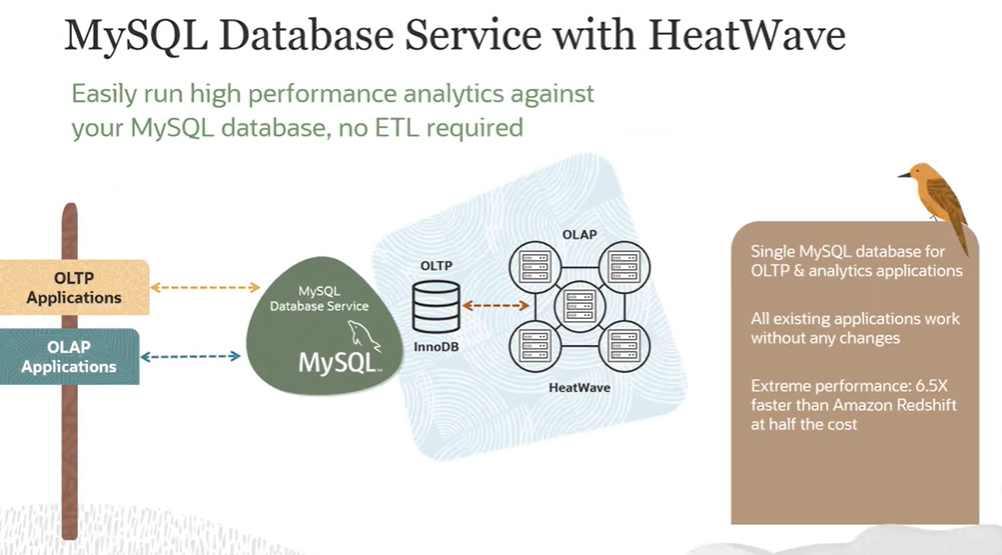 MySQL Database Service with HeatWave
Easily run high performance analytics against
your MySQL database, no ETL required
OLTP
Applications
OLAP
Applications
MySQL
Database Service
MySQL™
OLTP
InnoDB
OLAP
HeatWave
Single MySQL database for
OLTP & analytics applications
All existing applications work
without any changes
Extreme performance: 6.5X
faster than Amazon Redshift
at half the cost